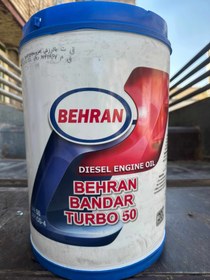 BEHRAN
DIESEL ENGINE OIL
BEHRAN
BANDAR
TURBO 50